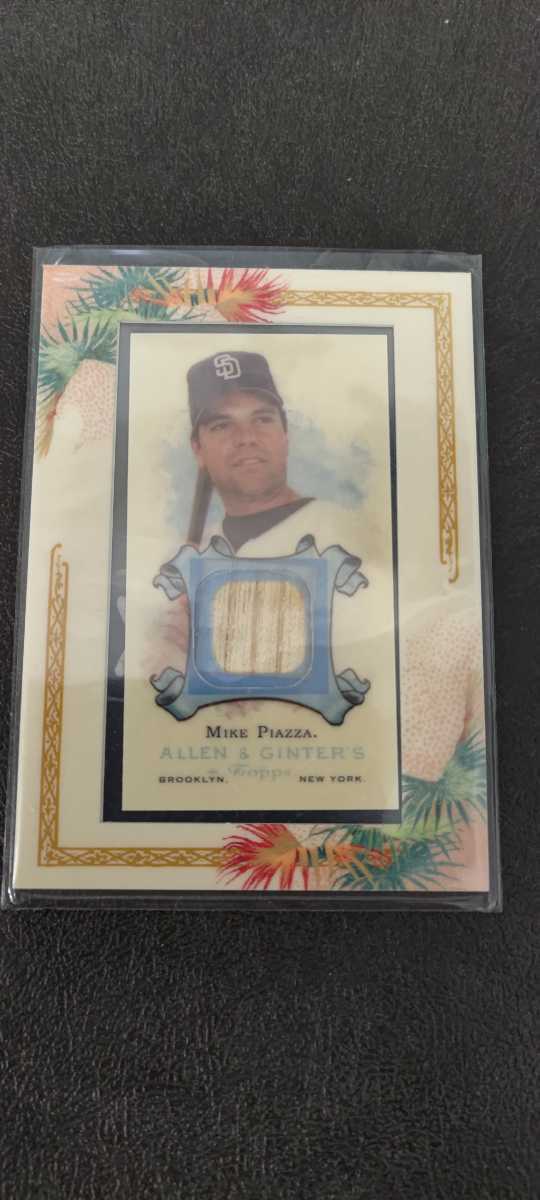 SD
MIKE PIAZZA.
ALLEN & GINTER'S
Topps
BROOKLYN, NEW YORK.